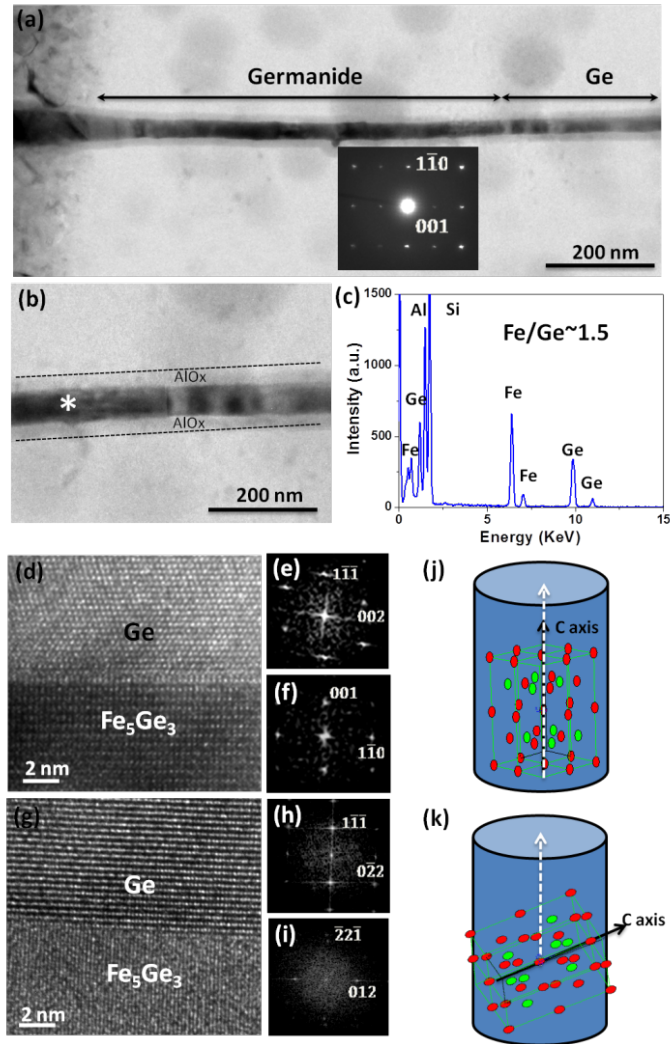 (a)
Germanide
Ge
11̅0
001
200 nm
(b)
AlOx
*
AlOx
200 nm
(c)
1500
1000
500
0
Intensity (a.u.)
Al
Si
Fe/Ge~1.5
Ge
Fe
Fe
Fe
Ge
Ge
0
5
10
15
Energy (KeV)
(d)
Ge
Fe₅Ge₃
2 nm
(e)
11̅1̅
002
(f)
001
11̅0
(g)
Ge
Fe₅Ge₃
2 nm
(h)
11̅1̅
02̅2
(i)
2̅21̅
012
(j)
C axis
(k)
C axis